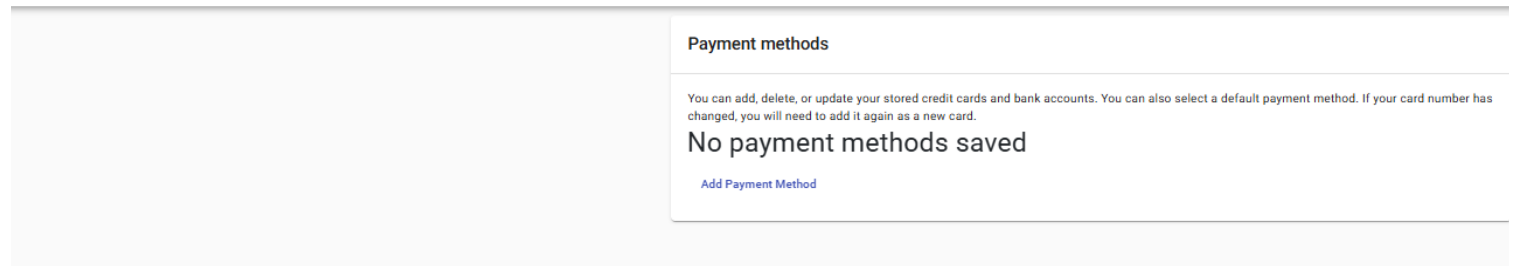 Payment methods
You can add, delete, or update your stored credit cards and bank accounts. You can also select a default payment method. If your card number has
changed, you will need to add it again as a new card.
No payment methods saved
Add Payment Method